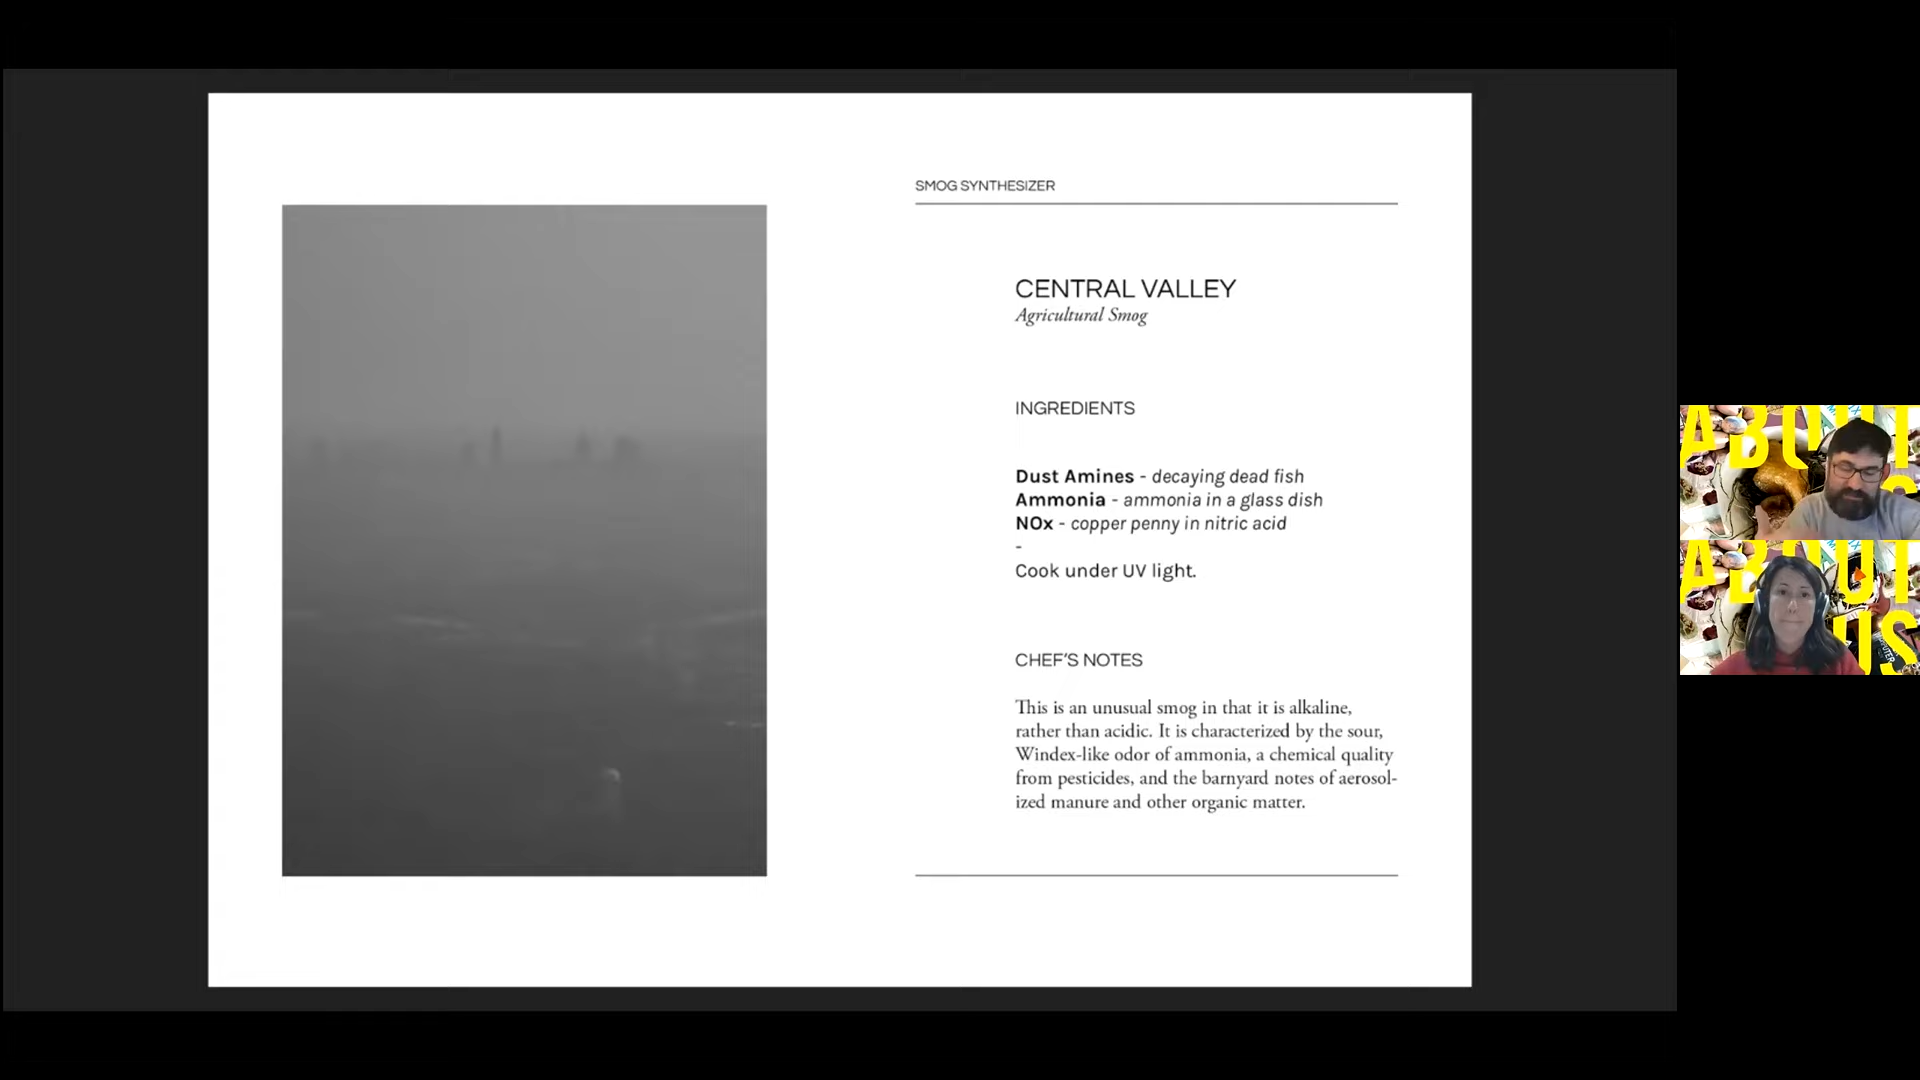 SMOG SYNTHESIZER
CENTRAL VALLEY
Agricultural Smog
INGREDIENTS
Dust Amines - decaying dead fish
Ammonia - ammonia in a glass dish
NOx - copper penny in nitric acid
-
Cook under UV light.
CHEF'S NOTES
This is an unusual smog in that it is alkaline,
rather than acidic. It is characterized by the sour,
Windex-like odor of ammonia, a chemical quality
from pesticides, and the barnyard notes of aerosol-
ized manure and other organic matter.
ABOUT
ABOUT
US